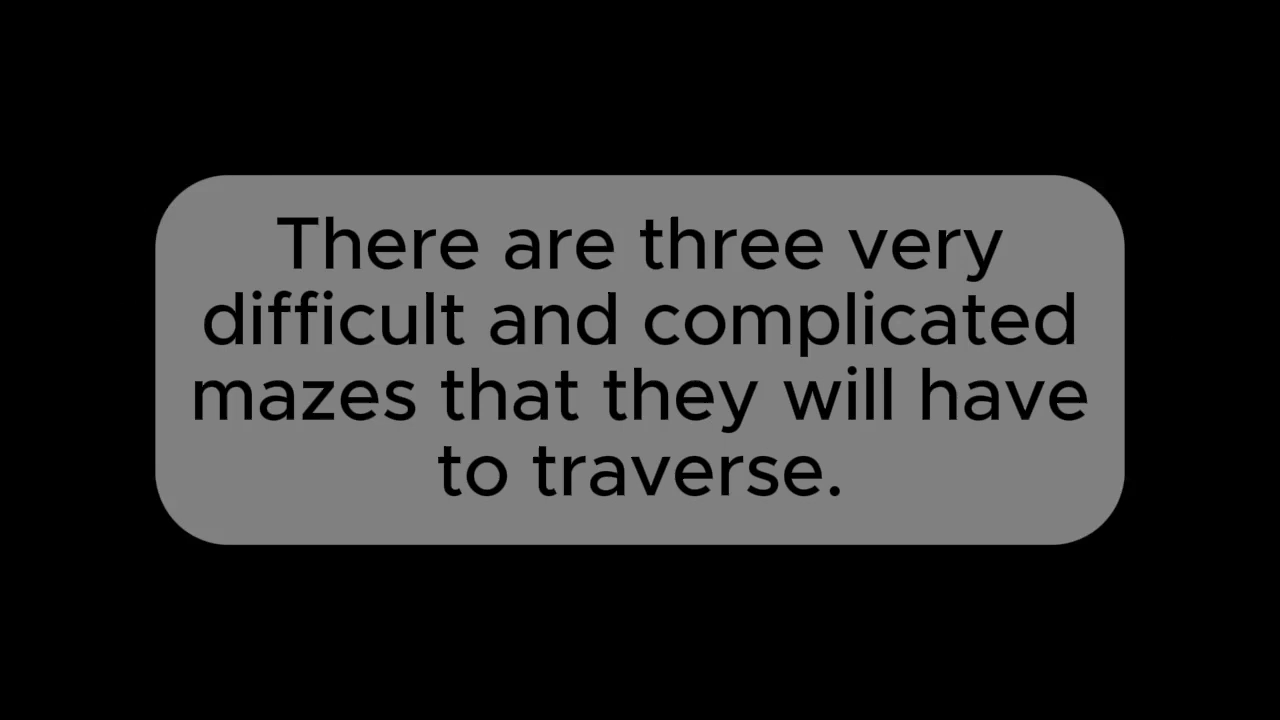 There are three very
difficult and complicated
mazes that they will have
to traverse.